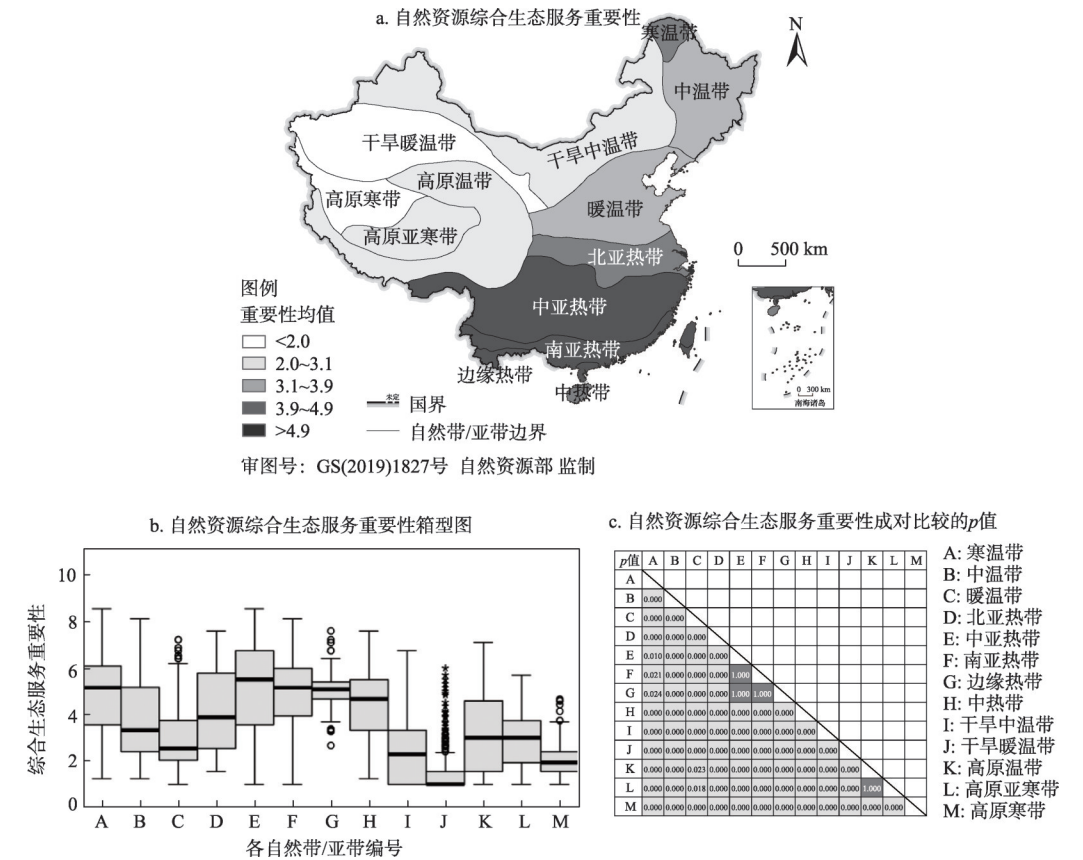 a. 自然资源综合生态服务重要性
N
寒温带
中温带
干旱暖温带
干旱中温带
高原温带
高原寒带
暖温带
高原亚寒带
北亚热带
0 500 km
中亚热带
南亚热带
边缘热带
中热带
0 300 km
南海诸岛
图例
重要性均值
<2.0
2.0~3.1
3.1~3.9
3.9~4.9
>4.9
未定
国界
自然带/亚带边界
审图号：GS(2019)1827号 自然资源部 监制
b. 自然资源综合生态服务重要性箱型图
综合生态服务重要性
10
8
6
4
2
0
A B C D E F G H I J K L M
各自然带/亚带编号
c. 自然资源综合生态服务重要性成对比较的p值
p值 A B C D E F G H I J K L M
A
B 0.000
C 0.000 0.000
D 0.000 0.000 0.000
E 0.010 0.000 0.000 0.000
F 0.021 0.000 0.000 0.000 1.000
G 0.024 0.000 0.000 0.000 1.000 1.000
H 0.000 0.000 0.000 0.000 0.000 0.000 0.000
I 0.000 0.000 0.000 0.000 0.000 0.000 0.000 0.000
J 0.000 0.000 0.000 0.000 0.000 0.000 0.000 0.000 0.000
K 0.000 0.000 0.023 0.000 0.000 0.000 0.000 0.000 0.000 0.000
L 0.000 0.000 0.018 0.000 0.000 0.000 0.000 0.000 0.000 0.000 1.000
M 0.000 0.000 0.000 0.000 0.000 0.000 0.000 0.000 0.000 0.000 0.000 0.000
A: 寒温带
B: 中温带
C: 暖温带
D: 北亚热带
E: 中亚热带
F: 南亚热带
G: 边缘热带
H: 中热带
I: 干旱中温带
J: 干旱暖温带
K: 高原温带
L: 高原亚寒带
M: 高原寒带